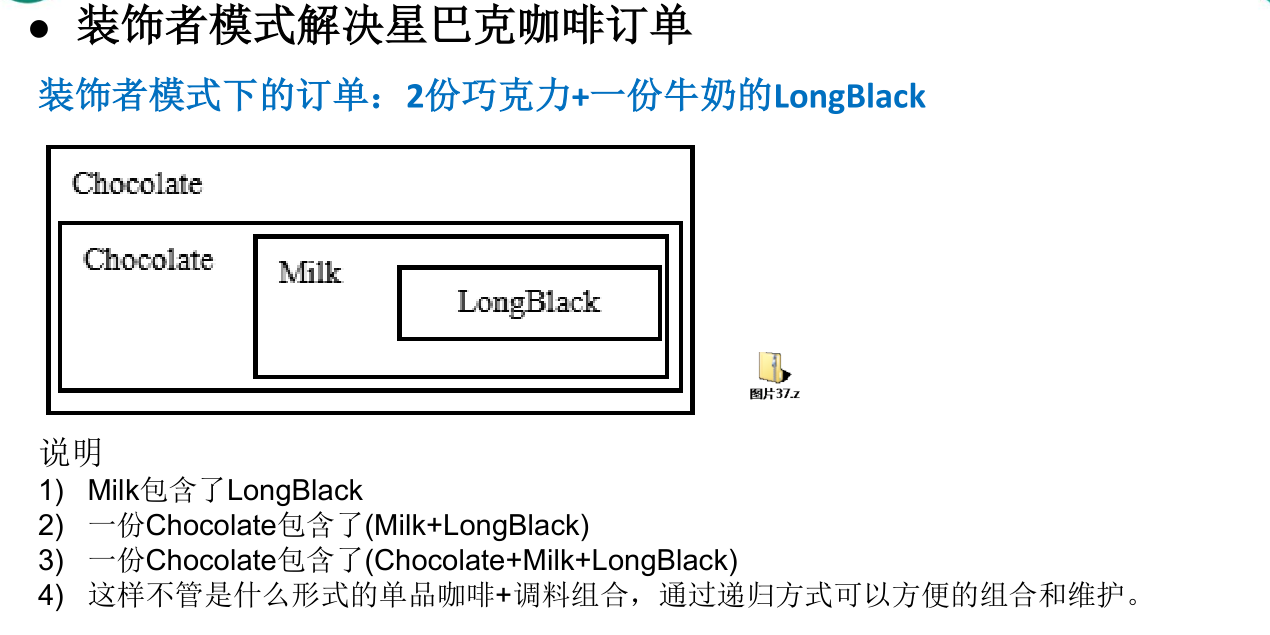 ● 装饰者模式解决星巴克咖啡订单
装饰者模式下的订单：2份巧克力+一份牛奶的LongBlack
Chocolate
Chocolate
Milk
LongBlack
图片37.z
说明
1) Milk包含了LongBlack
2) 一份Chocolate包含了(Milk+LongBlack)
3) 一份Chocolate包含了(Chocolate+Milk+LongBlack)
4) 这样不管是什么形式的单品咖啡+调料组合，通过递归方式可以方便的组合和维护。